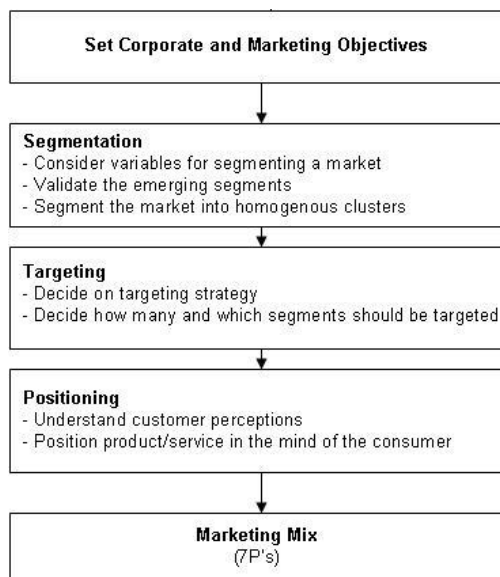 Set Corporate and Marketing Objectives
Segmentation
- Consider variables for segmenting a market
- Validate the emerging segments
- Segment the market into homogenous clusters
Targeting
- Decide on targeting strategy
- Decide how many and which segments should be targeted
Positioning
- Understand customer perceptions
- Position product/service in the mind of the consumer
Marketing Mix
(7P's)